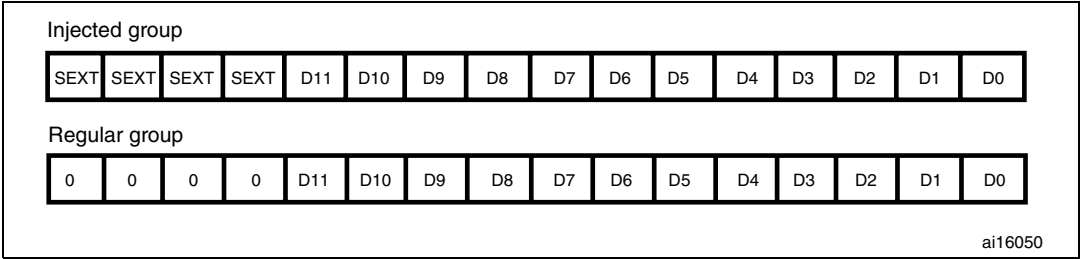 Injected group
SEXT SEXT SEXT SEXT D11 D10 D9 D8 D7 D6 D5 D4 D3 D2 D1 D0
Regular group
0 0 0 0 D11 D10 D9 D8 D7 D6 D5 D4 D3 D2 D1 D0
ai16050